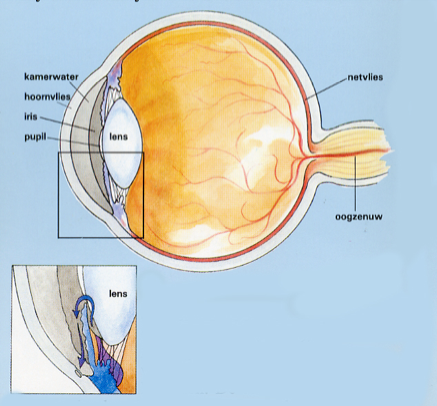 kamerwater
hoornvlies
iris
pupil
lens
netvlies
oogzenuw
lens